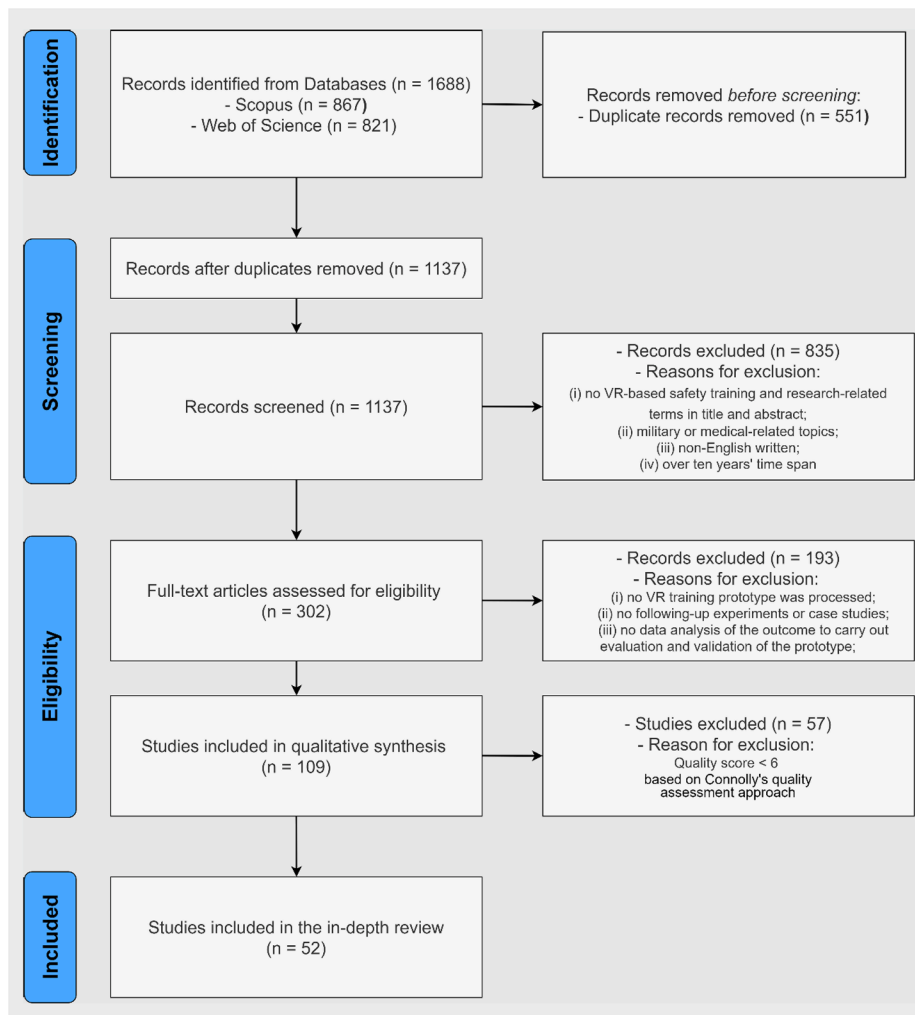 Identification
Records identified from Databases (n = 1688)
- Scopus (n = 867)
- Web of Science (n = 821)
Records removed before screening:
- Duplicate records removed (n = 551)
Screening
Records after duplicates removed (n = 1137)
Records screened (n = 1137)
- Records excluded (n = 835)
- Reasons for exclusion:
(i) no VR-based safety training and research-related
terms in title and abstract;
(ii) military or medical-related topics;
(iii) non-English written;
(iv) over ten years' time span
Eligibility
Full-text articles assessed for eligibility
(n = 302)
- Records excluded (n = 193)
- Reasons for exclusion:
(i) no VR training prototype was processed;
(ii) no following-up experiments or case studies;
(iii) no data analysis of the outcome to carry out
evaluation and validation of the prototype;
Studies included in qualitative synthesis
(n = 109)
- Studies excluded (n = 57)
- Reason for exclusion:
Quality score < 6
based on Connolly's quality
assessment approach
Included
Studies included in the in-depth review
(n = 52)